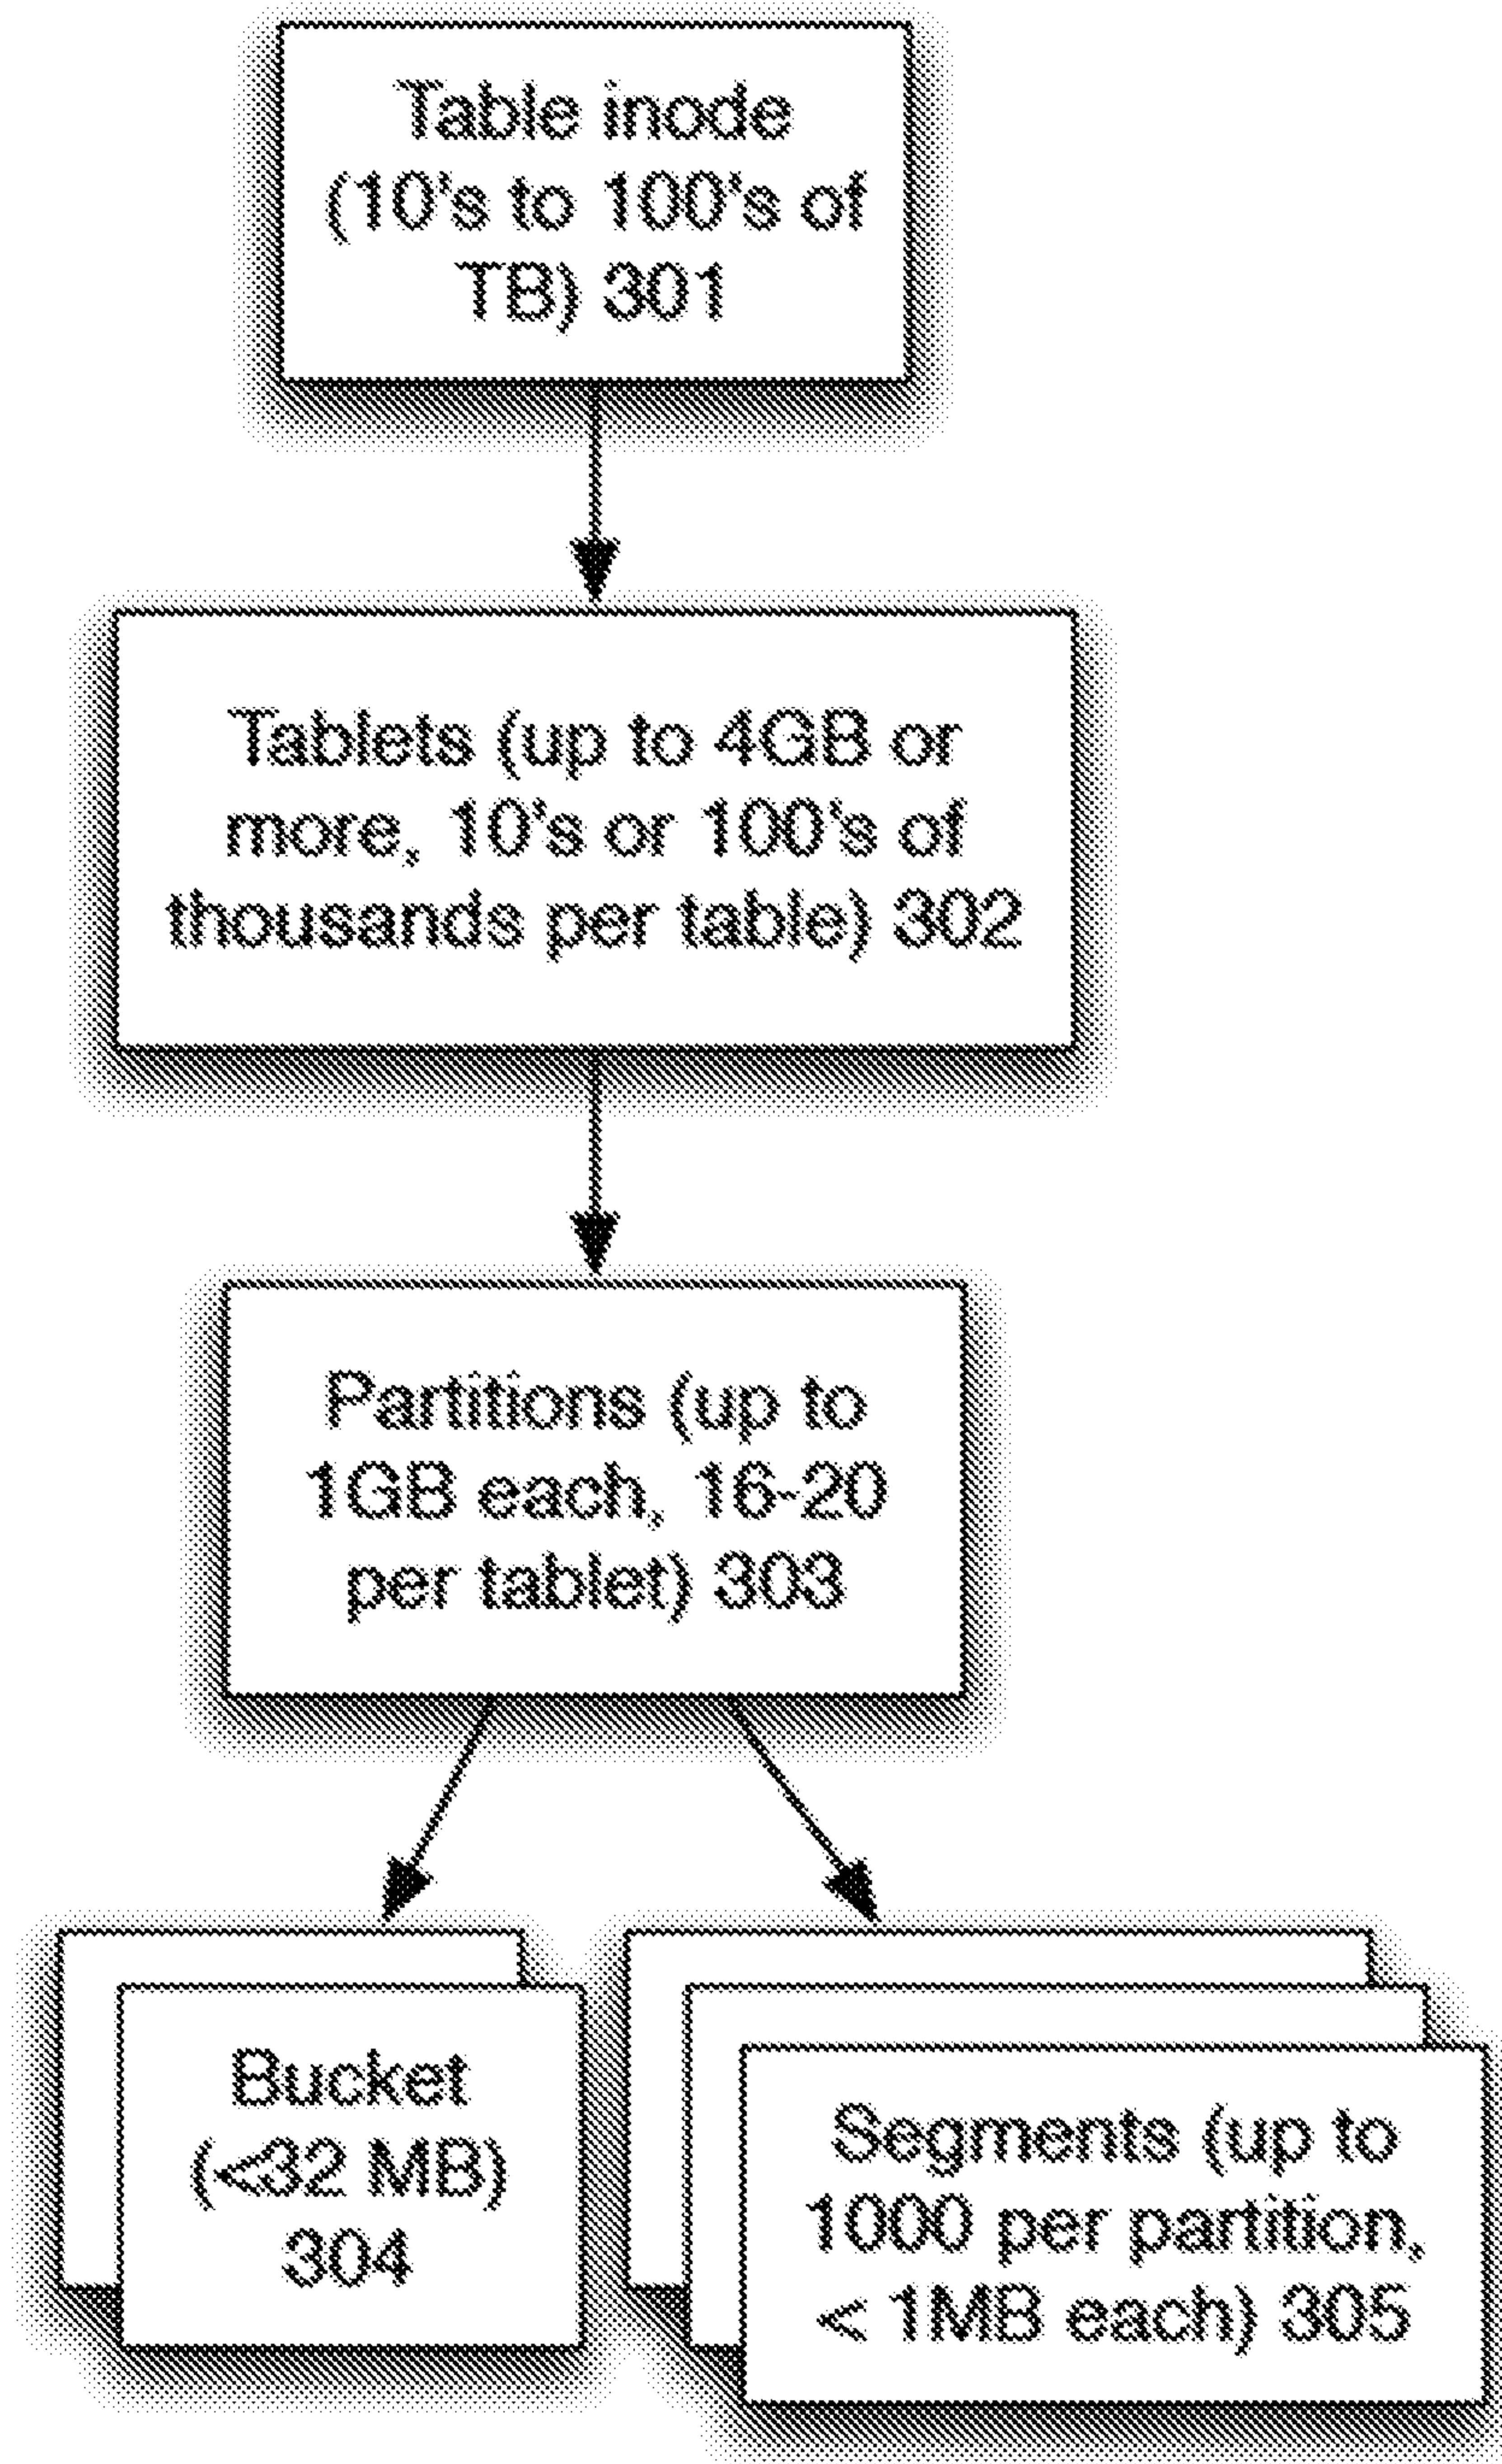 Table inode
(10's to 100's of
TB) 301
Tablets (up to 4GB or
more, 10's or 100's of
thousands per table) 302
Partitions (up to
1GB each, 16-20
per tablet) 303
Bucket
(<32 MB)
304
Segments (up to
1000 per partition,
< 1MB each) 305